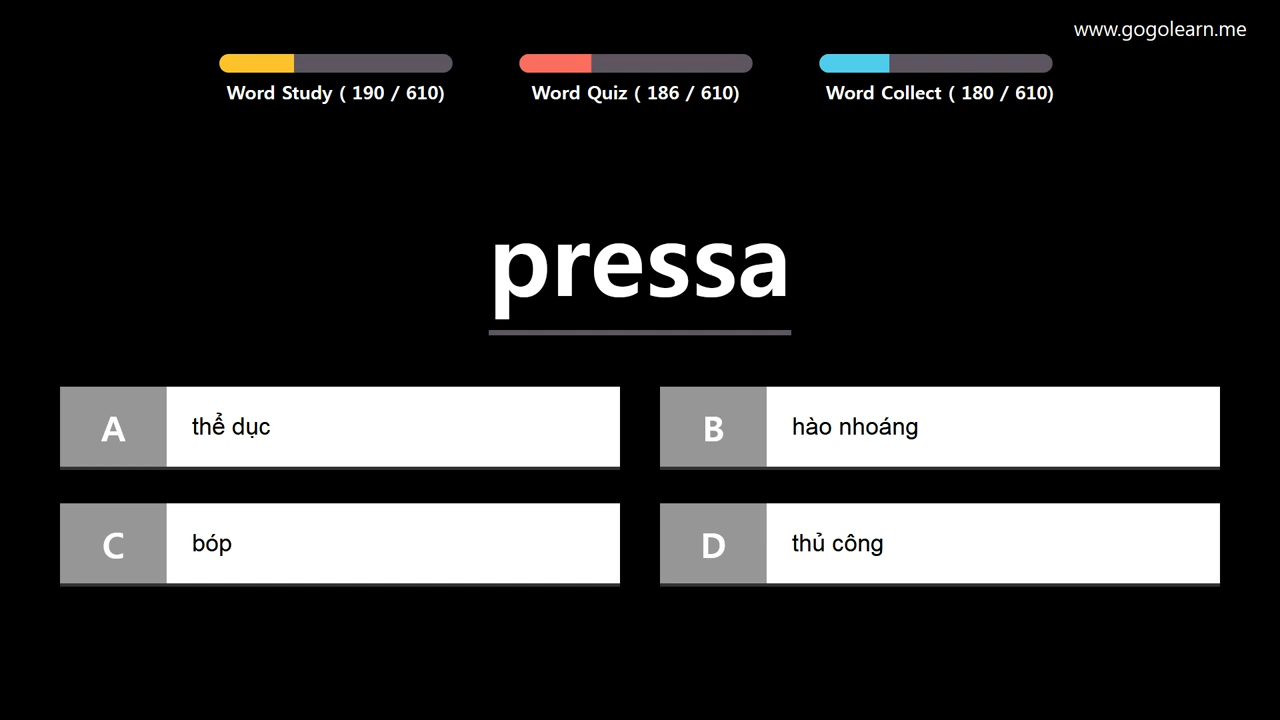 www.gogolearn.me
Word Study ( 190 / 610)
Word Quiz ( 186 / 610)
Word Collect ( 180 / 610)
pressa
A thể dục
B hào nhoáng
C bóp
D thủ công